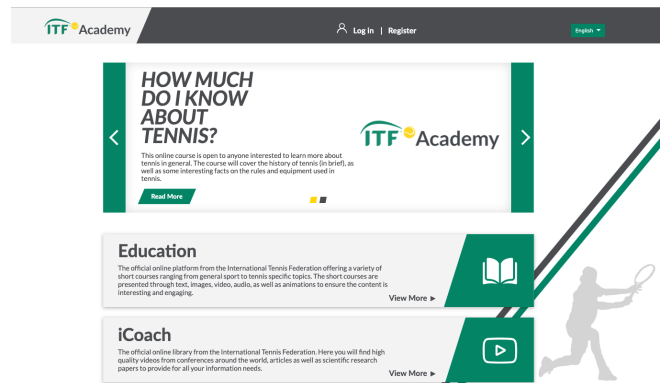 ITF Academy
Log in | Register
English
HOW MUCH
DO I KNOW
ABOUT
TENNIS?
This online course is open to anyone interested to learn more about
tennis in general. The course will cover the history of tennis (in brief), as
well as some interesting facts on the rules and equipment used in
tennis.
Read More
ITF Academy
Education
The official online platform from the International Tennis Federation offering a variety of
short courses ranging from general sport to tennis specific topics. The short courses are
presented through text, images, video, audio, as well as animations to ensure the content is
interesting and engaging.
View More ►
iCoach
The official online library from the International Tennis Federation. Here you will find high
quality videos from conferences around the world, articles as well as scientific research
papers to provide for all your information needs.
View More ►